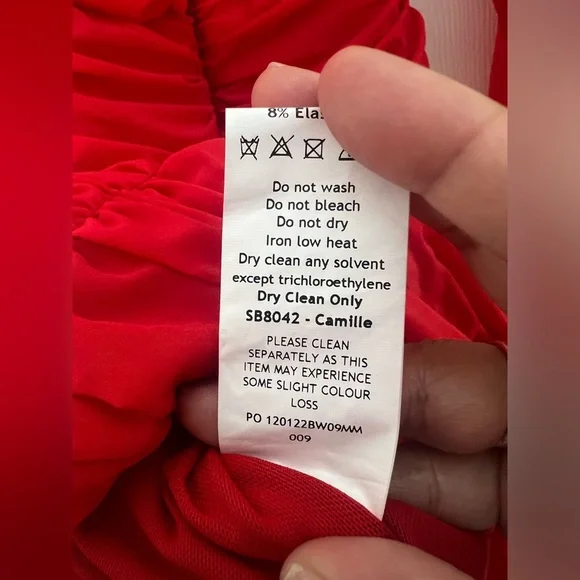 8% Ela
Do not wash
Do not bleach
Do not dry
Iron low heat
Dry clean any solvent
except trichloroethylene
Dry Clean Only
SB8042 - Camille
PLEASE CLEAN
SEPARATELY AS THIS
ITEM MAY EXPERIENCE
SOME SLIGHT COLOUR
LOSS
PO 120122BW09MM
009